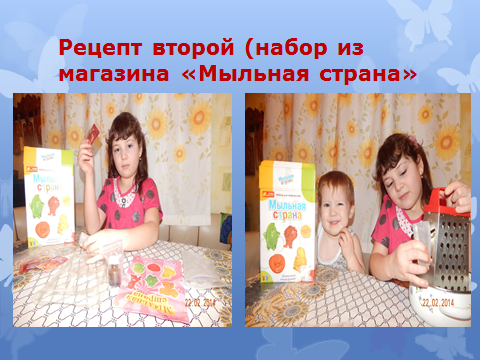 Рецепт второй (набор из
магазина «Мыльная страна»
Мыльная
стран
22.02.2014
Мыльная
страна
22.02.2014